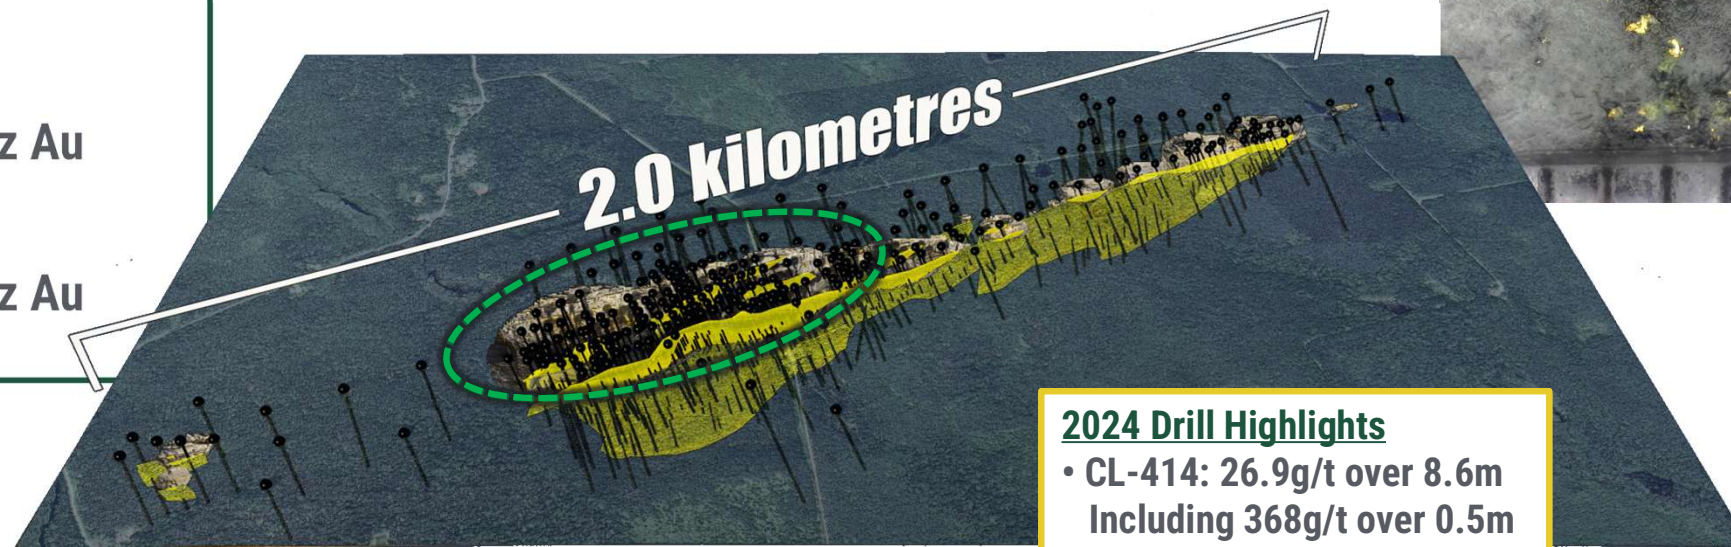 z Au
z Au
2.0 kilometres
2024 Drill Highlights
• CL-414: 26.9g/t over 8.6m
Including 368g/t over 0.5m